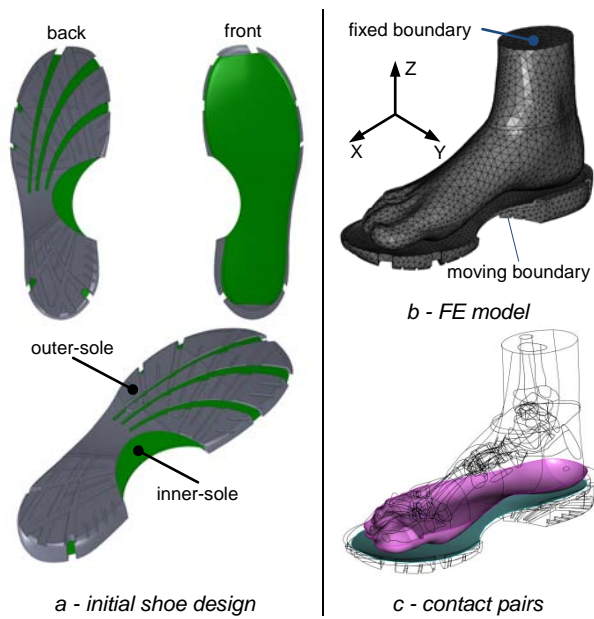 back
front
outer-sole
inner-sole
a - initial shoe design
fixed boundary
Z
X
Y
moving boundary
b - FE model
c - contact pairs